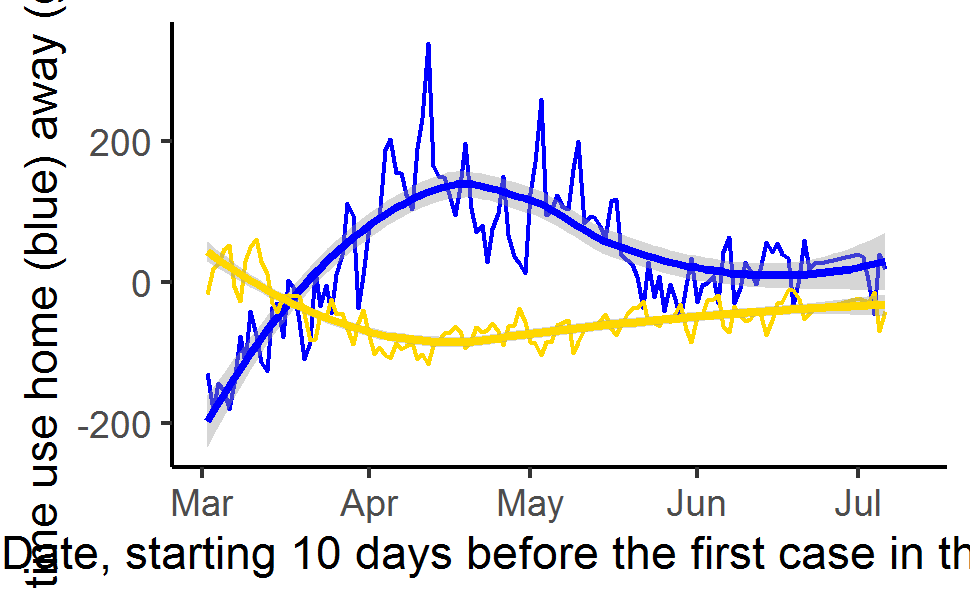 time use home (blue) away (
200
0
-200
Mar Apr May Jun Jul
Date, starting 10 days before the first case in th